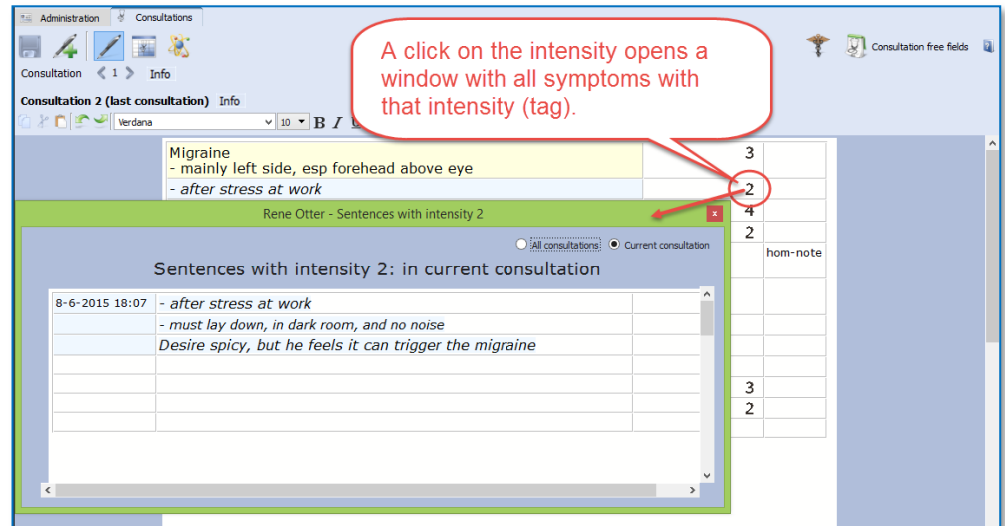 Administration Consultations
A click on the intensity opens a
window with all symptoms with
that intensity (tag).
Consultation free fields
Consultation 1 Info
Consultation 2 (last consultation) Info
Verdana 10 B I
Migraine 3
- mainly left side, esp forehead above eye
- after stress at work 2
4
2
hom-note
Rene Otter - Sentences with intensity 2 x
All consultations Current consultation
Sentences with intensity 2: in current consultation
8-6-2015 18:07 - after stress at work
- must lay down, in dark room, and no noise
Desire spicy, but he feels it can trigger the migraine
3
2